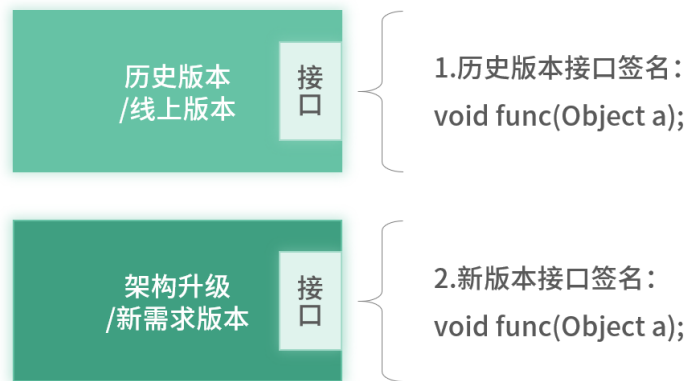 历史版本
/线上版本
接
口
1.历史版本接口签名：
void func(Object a);
架构升级
/新需求版本
接
口
2.新版本接口签名：
void func(Object a);